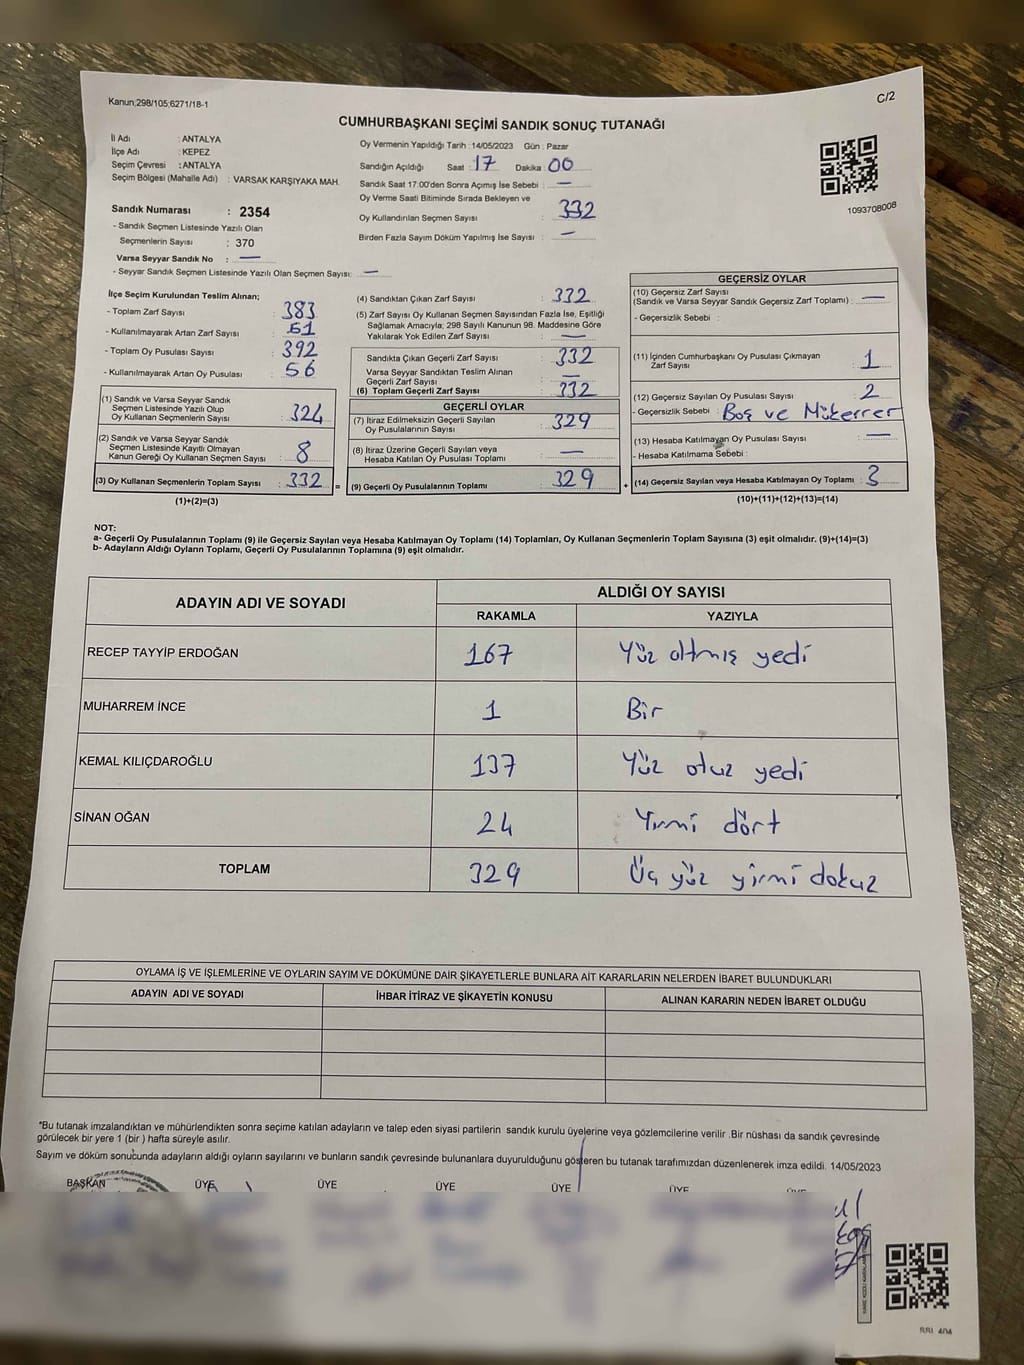 Kanun;298/105;6271/18-1
C/2
CUMHURBAŞKANI SEÇİMİ SANDIK SONUÇ TUTANAĞI
İl Adı : ANTALYA
İlçe Adı : KEPEZ
Seçim Çevresi : ANTALYA
Seçim Bölgesi (Mahalle Adı) : VARSAK KARŞIYAKA MAH.
Sandık Numarası : 2354
- Sandık Seçmen Listesinde Yazılı Olan
Seçmenlerin Sayısı : 370
Varsa Seyyar Sandık No : —
- Seyyar Sandık Seçmen Listesinde Yazılı Olan Seçmen Sayısı: —
Oy Vermenin Yapıldığı Tarih : 14/05/2023 Gün : Pazar
Sandığın Açıldığı Saat : 17 Dakika : 00
Sandık Saat 17:00'den Sonra Açımış İse Sebebi : —
Oy Verme Saati Bitiminde Sırada Bekleyen ve
Oy Kullandırılan Seçmen Sayısı : 332
Birden Fazla Sayım Döküm Yapılmış İse Sayısı : —
1093708008
İlçe Seçim Kurulundan Teslim Alınan;
- Toplam Zarf Sayısı : 383
- Kullanılmayarak Artan Zarf Sayısı : 51
- Toplam Oy Pusulası Sayısı : 392
- Kullanılmayarak Artan Oy Pusulası : 56
(1) Sandık ve Varsa Seyyar Sandık
Seçmen Listesinde Yazılı Olup
Oy Kullanan Seçmenlerin Sayısı : 324
(2) Sandık ve Varsa Seyyar Sandık
Seçmen Listesinde Kayıtlı Olmayan
Kanun Gereği Oy Kullanan Seçmen Sayısı : 8
(3) Oy Kullanan Seçmenlerin Toplam Sayısı : 332
(1)+(2)=(3)
(4) Sandıktan Çıkan Zarf Sayısı : 332
(5) Zarf Sayısı Oy Kullanan Seçmen Sayısından Fazla İse, Eşitliği
Sağlamak Amacıyla; 298 Sayılı Kanunun 98. Maddesine Göre
Yakılarak Yok Edilen Zarf Sayısı : —
Sandıkta Çıkan Geçerli Zarf Sayısı : 332
Varsa Seyyar Sandıktan Teslim Alınan
Geçerli Zarf Sayısı : —
(6) Toplam Geçerli Zarf Sayısı : 332
GEÇERLİ OYLAR
(7) İtiraz Edilmeksizin Geçerli Sayılan
Oy Pusulalarının Sayısı : 329
(8) İtiraz Üzerine Geçerli Sayılan veya
Hesaba Katılan Oy Pusulası Toplamı : —
= (9) Geçerli Oy Pusulalarının Toplamı : 329 +
GEÇERSİZ OYLAR
(10) Geçersiz Zarf Sayısı
(Sandık ve Varsa Seyyar Sandık Geçersiz Zarf Toplamı) : —
- Geçersizlik Sebebi :
(11) İçinden Cumhurbaşkanı Oy Pusulası Çıkmayan
Zarf Sayısı : 1
(12) Geçersiz Sayılan Oy Pusulası Sayısı : 2
- Geçersizlik Sebebi : Boş ve Mükerrer
(13) Hesaba Katılmayan Oy Pusulası Sayısı : —
- Hesaba Katılmama Sebebi :
(14) Geçersiz Sayılan veya Hesaba Katılmayan Oy Toplamı : 3
(10)+(11)+(12)+(13)=(14)
NOT:
a- Geçerli Oy Pusulalarının Toplamı (9) ile Geçersiz Sayılan veya Hesaba Katılmayan Oy Toplamı (14) Toplamları, Oy Kullanan Seçmenlerin Toplam Sayısına (3) eşit olmalıdır. (9)+(14)=(3)
b- Adayların Aldığı Oyların Toplamı, Geçerli Oy Pusulalarının Toplamına (9) eşit olmalıdır.
ADAYIN ADI VE SOYADI ALDIĞI OY SAYISI
RAKAMLA YAZIYLA
RECEP TAYYİP ERDOĞAN 167 Yüz altmış yedi
MUHARREM İNCE 1 Bir
KEMAL KILIÇDAROĞLU 137 Yüz otuz yedi
SİNAN OĞAN 24 Yirmi dört
TOPLAM 329 Üç yüz yirmi dokuz
OYLAMA İŞ VE İŞLEMLERİNE VE OYLARIN SAYIM VE DÖKÜMÜNE DAİR ŞİKAYETLERLE BUNLARA AİT KARARLARIN NELERDEN İBARET BULUNDUKLARI
ADAYIN ADI VE SOYADI İHBAR İTİRAZ VE ŞİKAYETİN KONUSU ALINAN KARARIN NEDEN İBARET OLDUĞU
*Bu tutanak imzalandıktan ve mühürlendikten sonra seçime katılan adayların ve talep eden siyasi partilerin sandık kurulu üyelerine veya gözlemcilerine verilir .Bir nüshası da sandık çevresinde
görülecek bir yere 1 (bir ) hafta süreyle asılır.
Sayım ve döküm sonucunda adayların aldığı oyların sayılarını ve bunların sandık çevresinde bulunanlara duyurulduğunu gösteren bu tutanak tarafımızdan düzenlenerek imza edildi. 14/05/2023
BAŞKAN ÜYE ÜYE ÜYE ÜYE ÜYE ÜYE